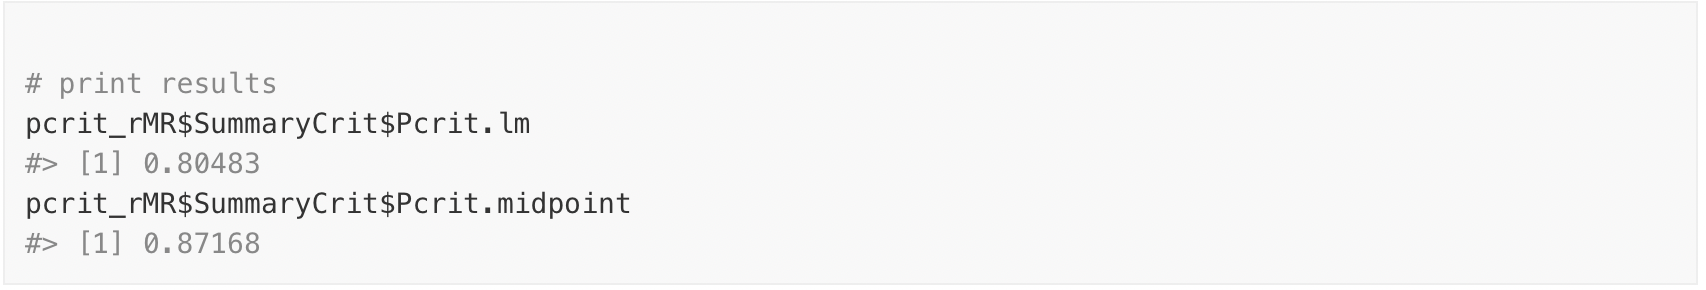 # print results
pcrit_rMR$SummaryCrit$Pcrit.lm
#> [1] 0.80483
pcrit_rMR$SummaryCrit$Pcrit.midpoint
#> [1] 0.87168